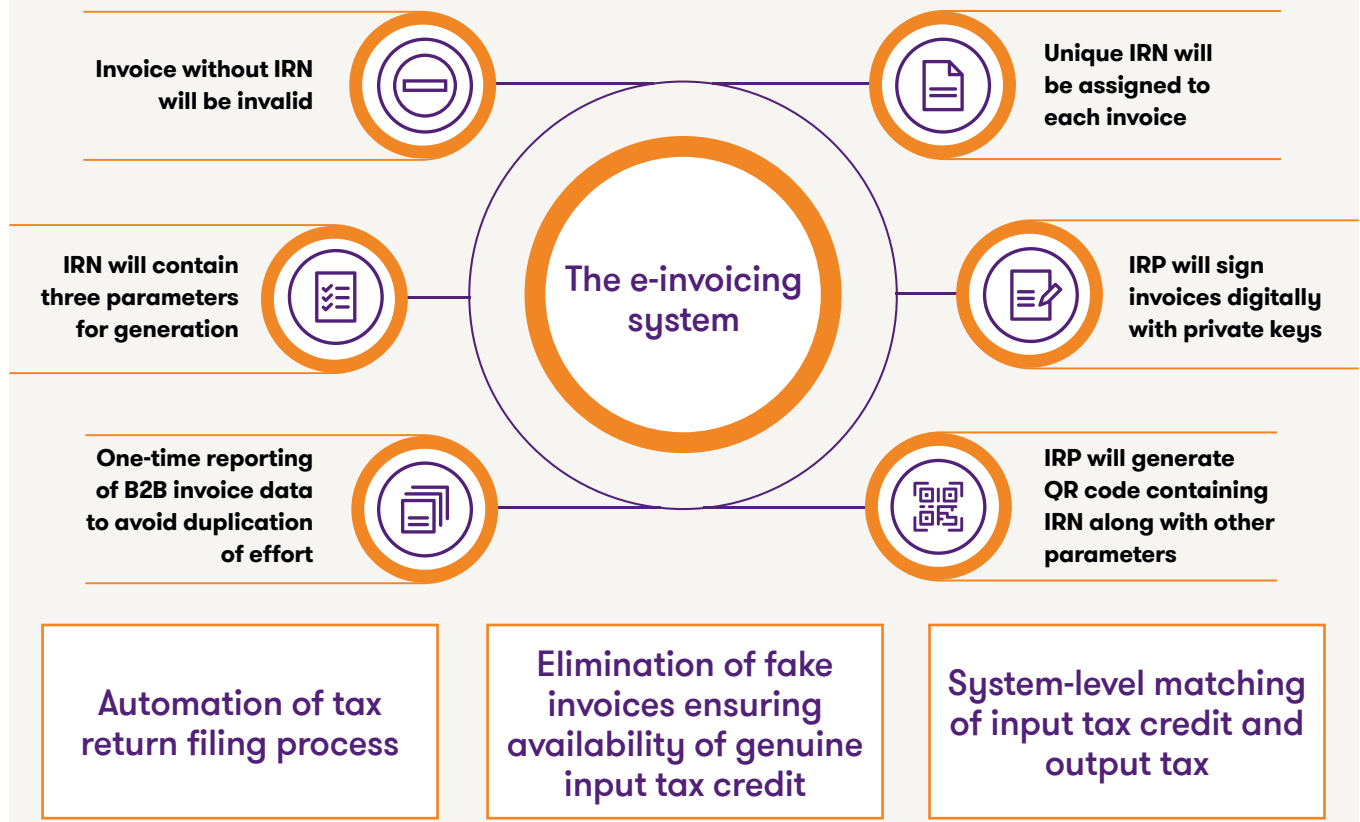 Invoice without IRN
will be invalid
Unique IRN will
be assigned to
each invoice
IRN will contain
three parameters
for generation
The e-invoicing
system
IRP will sign
invoices digitally
with private keys
One-time reporting
of B2B invoice data
to avoid duplication
of effort
IRP will generate
QR code containing
IRN along with other
parameters
Automation of tax
return filing process
Elimination of fake
invoices ensuring
availability of genuine
input tax credit
System-level matching
of input tax credit and
output tax